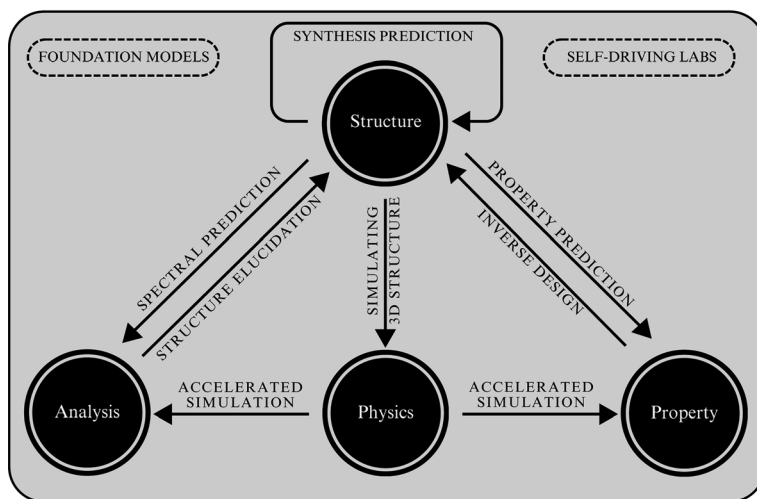 SYNTHESIS PREDICTION
FOUNDATION MODELS
SELF-DRIVING LABS
Structure
SPECTRAL PREDICTION
STRUCTURE ELUCIDATION
SIMULATING
3D STRUCTURE
PROPERTY PREDICTION
INVERSE DESIGN
Analysis
ACCELERATED
SIMULATION
Physics
ACCELERATED
SIMULATION
Property